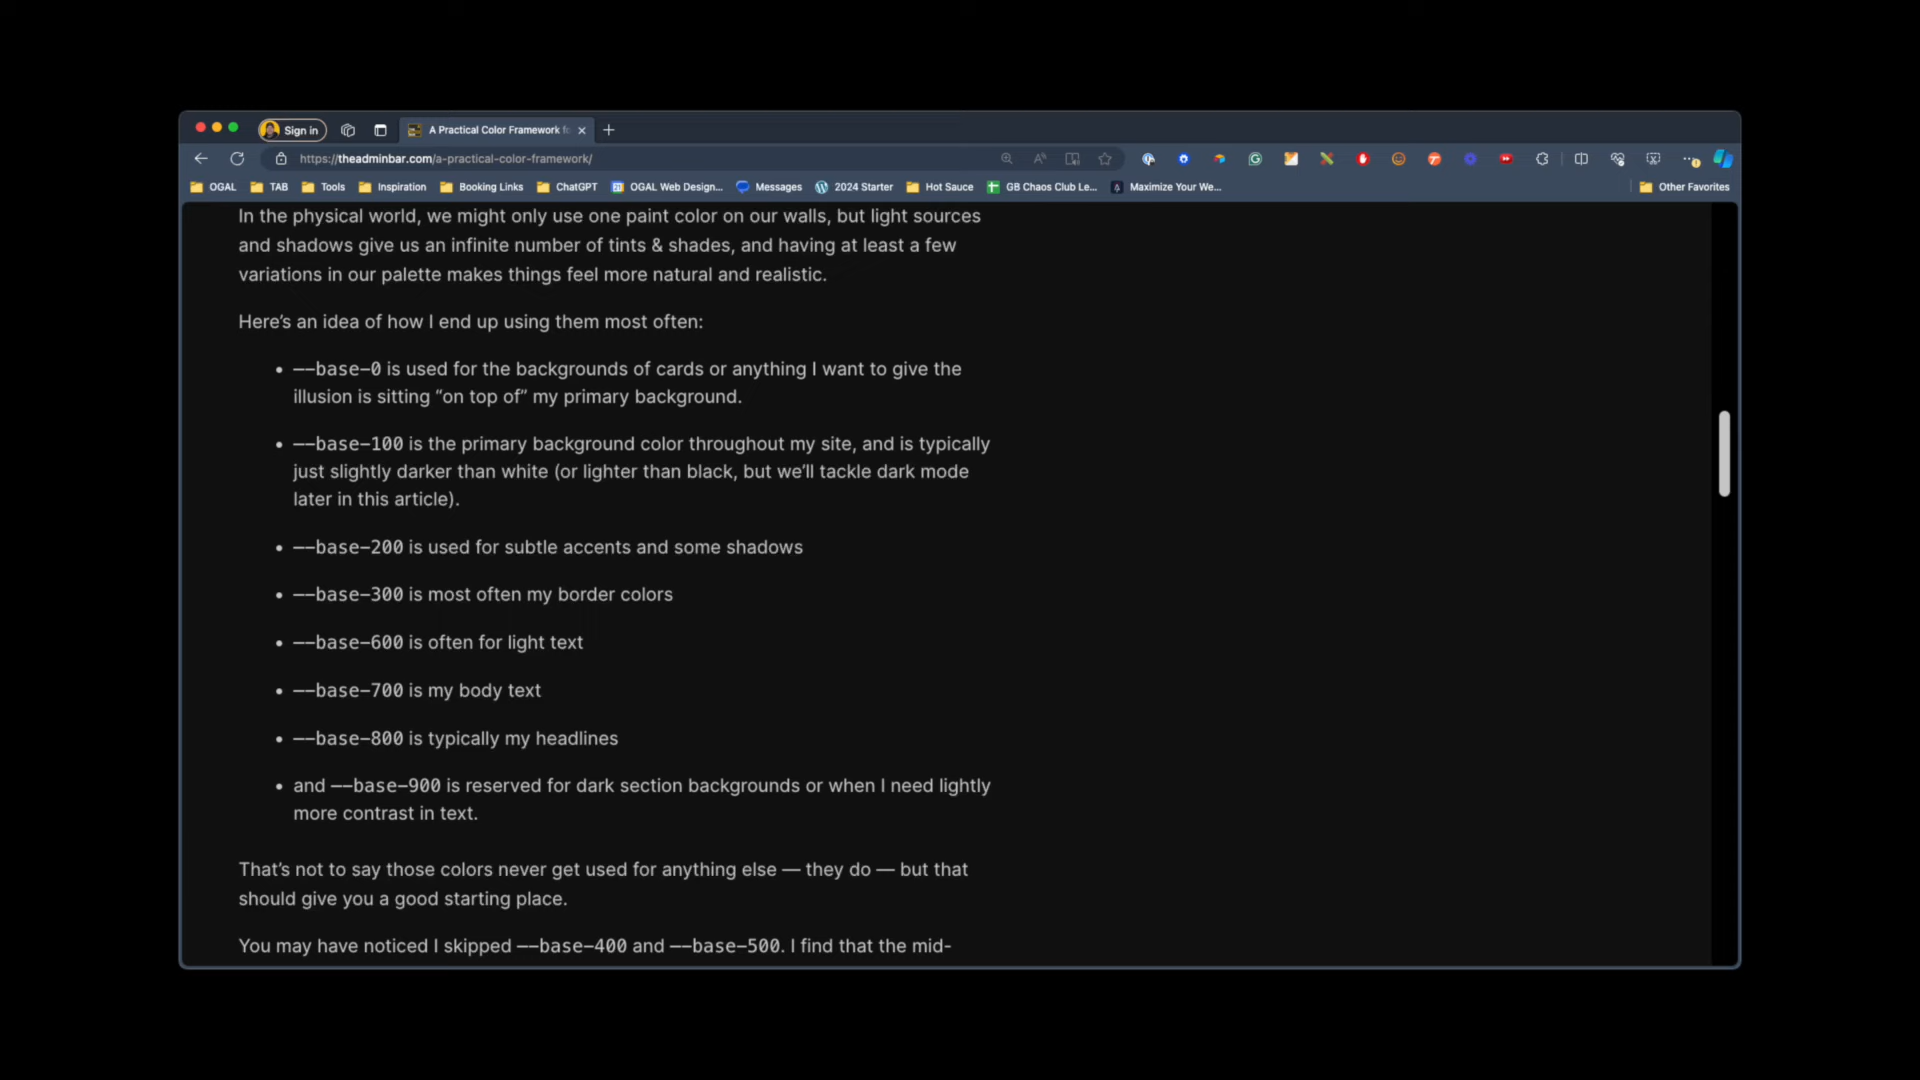 Sign in
A Practical Color Framework f
https://theadminbar.com/a-practical-color-framework/
OGAL TAB Tools Inspiration Booking Links ChatGPT OGAL Web Design... Messages 2024 Starter Hot Sauce GB Chaos Club Le... Maximize Your We... Other Favorites
In the physical world, we might only use one paint color on our walls, but light sources
and shadows give us an infinite number of tints & shades, and having at least a few
variations in our palette makes things feel more natural and realistic.
Here’s an idea of how I end up using them most often:
• --base-0 is used for the backgrounds of cards or anything I want to give the
illusion is sitting “on top of” my primary background.
• --base-100 is the primary background color throughout my site, and is typically
just slightly darker than white (or lighter than black, but we’ll tackle dark mode
later in this article).
• --base-200 is used for subtle accents and some shadows
• --base-300 is most often my border colors
• --base-600 is often for light text
• --base-700 is my body text
• --base-800 is typically my headlines
• and --base-900 is reserved for dark section backgrounds or when I need lightly
more contrast in text.
That’s not to say those colors never get used for anything else — they do — but that
should give you a good starting place.
You may have noticed I skipped --base-400 and --base-500. I find that the mid-